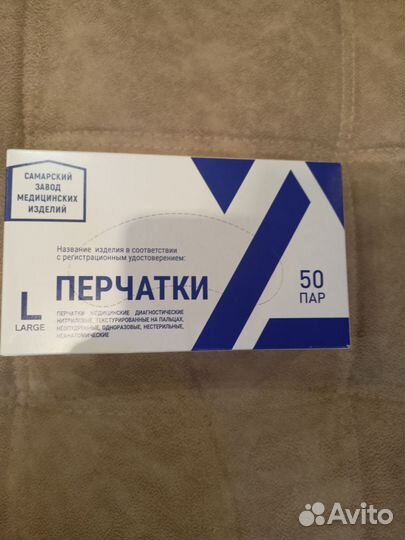 САМАРСКИЙ
ЗАВОД
МЕДИЦИНСКИХ
ИЗДЕЛИЙ
Название изделия в соответствии
с регистрационным удостоверением:
ПЕРЧАТКИ
50
ПАР
L
LARGE
ПЕРЧАТКИ МЕДИЦИНСКИЕ ДИАГНОСТИЧЕСКИЕ
НИТРИЛОВЫЕ, ТЕКСТУРИРОВАННЫЕ НА ПАЛЬЦАХ,
НЕОПУДРЕННЫЕ, ОДНОРАЗОВЫЕ, НЕСТЕРИЛЬНЫЕ,
НЕАНАТОМИЧЕСКИЕ
Avito